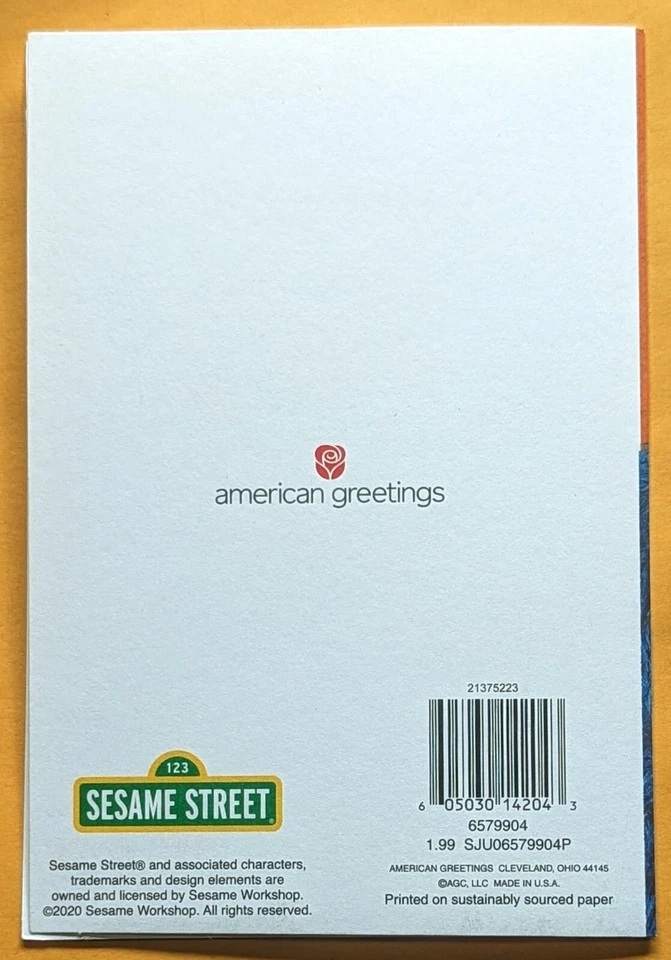 american greetings
21375223
6 05030 14204 3
6579904
1.99 SJU06579904P
AMERICAN GREETINGS CLEVELAND, OHIO 44145
©AGC, LLC MADE IN U.S.A.
Printed on sustainably sourced paper
123
SESAME STREET®
Sesame Street® and associated characters,
trademarks and design elements are
owned and licensed by Sesame Workshop.
©2020 Sesame Workshop. All rights reserved.